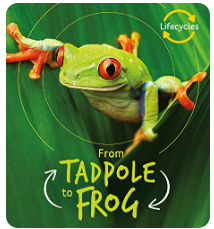 Lifecycles
From
TADPOLE
to FROG